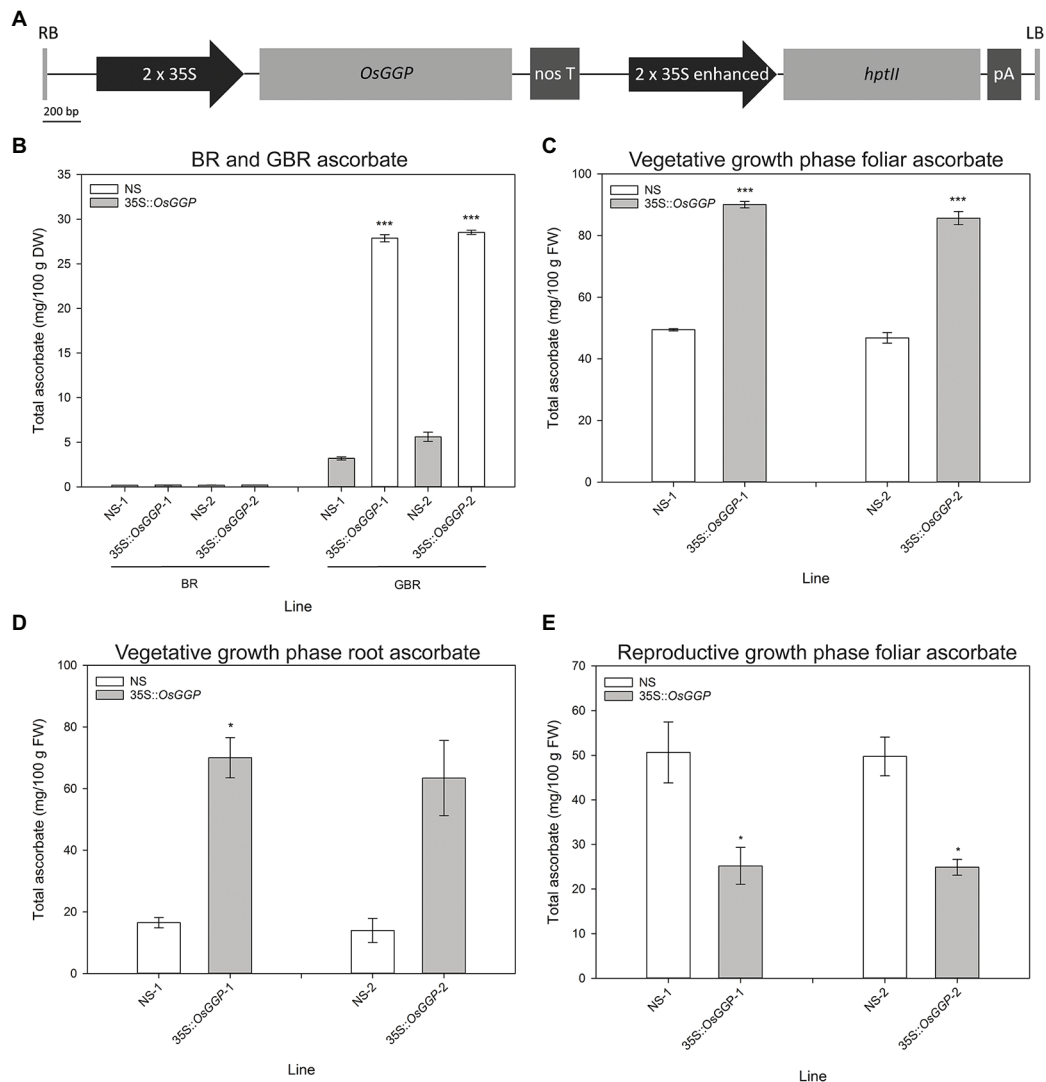 A
RB
LB
2 x 35S
OsGGP
nos T
2 x 35S enhanced
hptII
pA
200 bp
B
BR and GBR ascorbate
Total ascorbate (mg/100 g DW)
35
30
25
20
15
10
5
0
NS
35S::OsGGP
***
***
NS-1
35S::OsGGP-1
NS-2
35S::OsGGP-2
NS-1
35S::OsGGP-1
NS-2
35S::OsGGP-2
BR
GBR
Line
C
Vegetative growth phase foliar ascorbate
Total ascorbate (mg/100 g FW)
100
80
60
40
20
0
NS
35S::OsGGP
***
***
NS-1
35S::OsGGP-1
NS-2
35S::OsGGP-2
Line
D
Vegetative growth phase root ascorbate
Total ascorbate (mg/100 g FW)
100
80
60
40
20
0
NS
35S::OsGGP
*
NS-1
35S::OsGGP-1
NS-2
35S::OsGGP-2
Line
E
Reproductive growth phase foliar ascorbate
Total ascorbate (mg/100 g FW)
70
60
50
40
30
20
10
0
NS
35S::OsGGP
*
*
NS-1
35S::OsGGP-1
NS-2
35S::OsGGP-2
Line